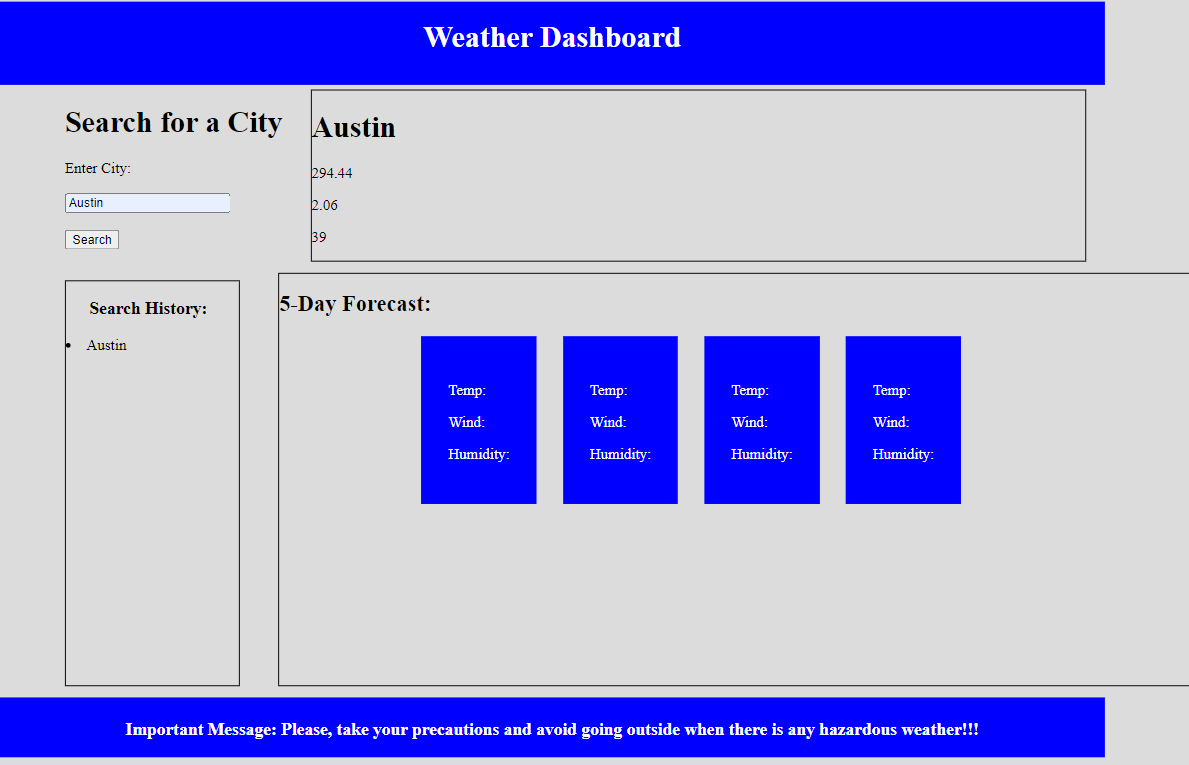 Weather Dashboard
Search for a City
Enter City:
Austin
Search
Austin
294.44
2.06
39
Search History:
• Austin
5-Day Forecast:
Temp:
Wind:
Humidity:
Temp:
Wind:
Humidity:
Temp:
Wind:
Humidity:
Temp:
Wind:
Humidity:
Important Message: Please, take your precautions and avoid going outside when there is any hazardous weather!!!